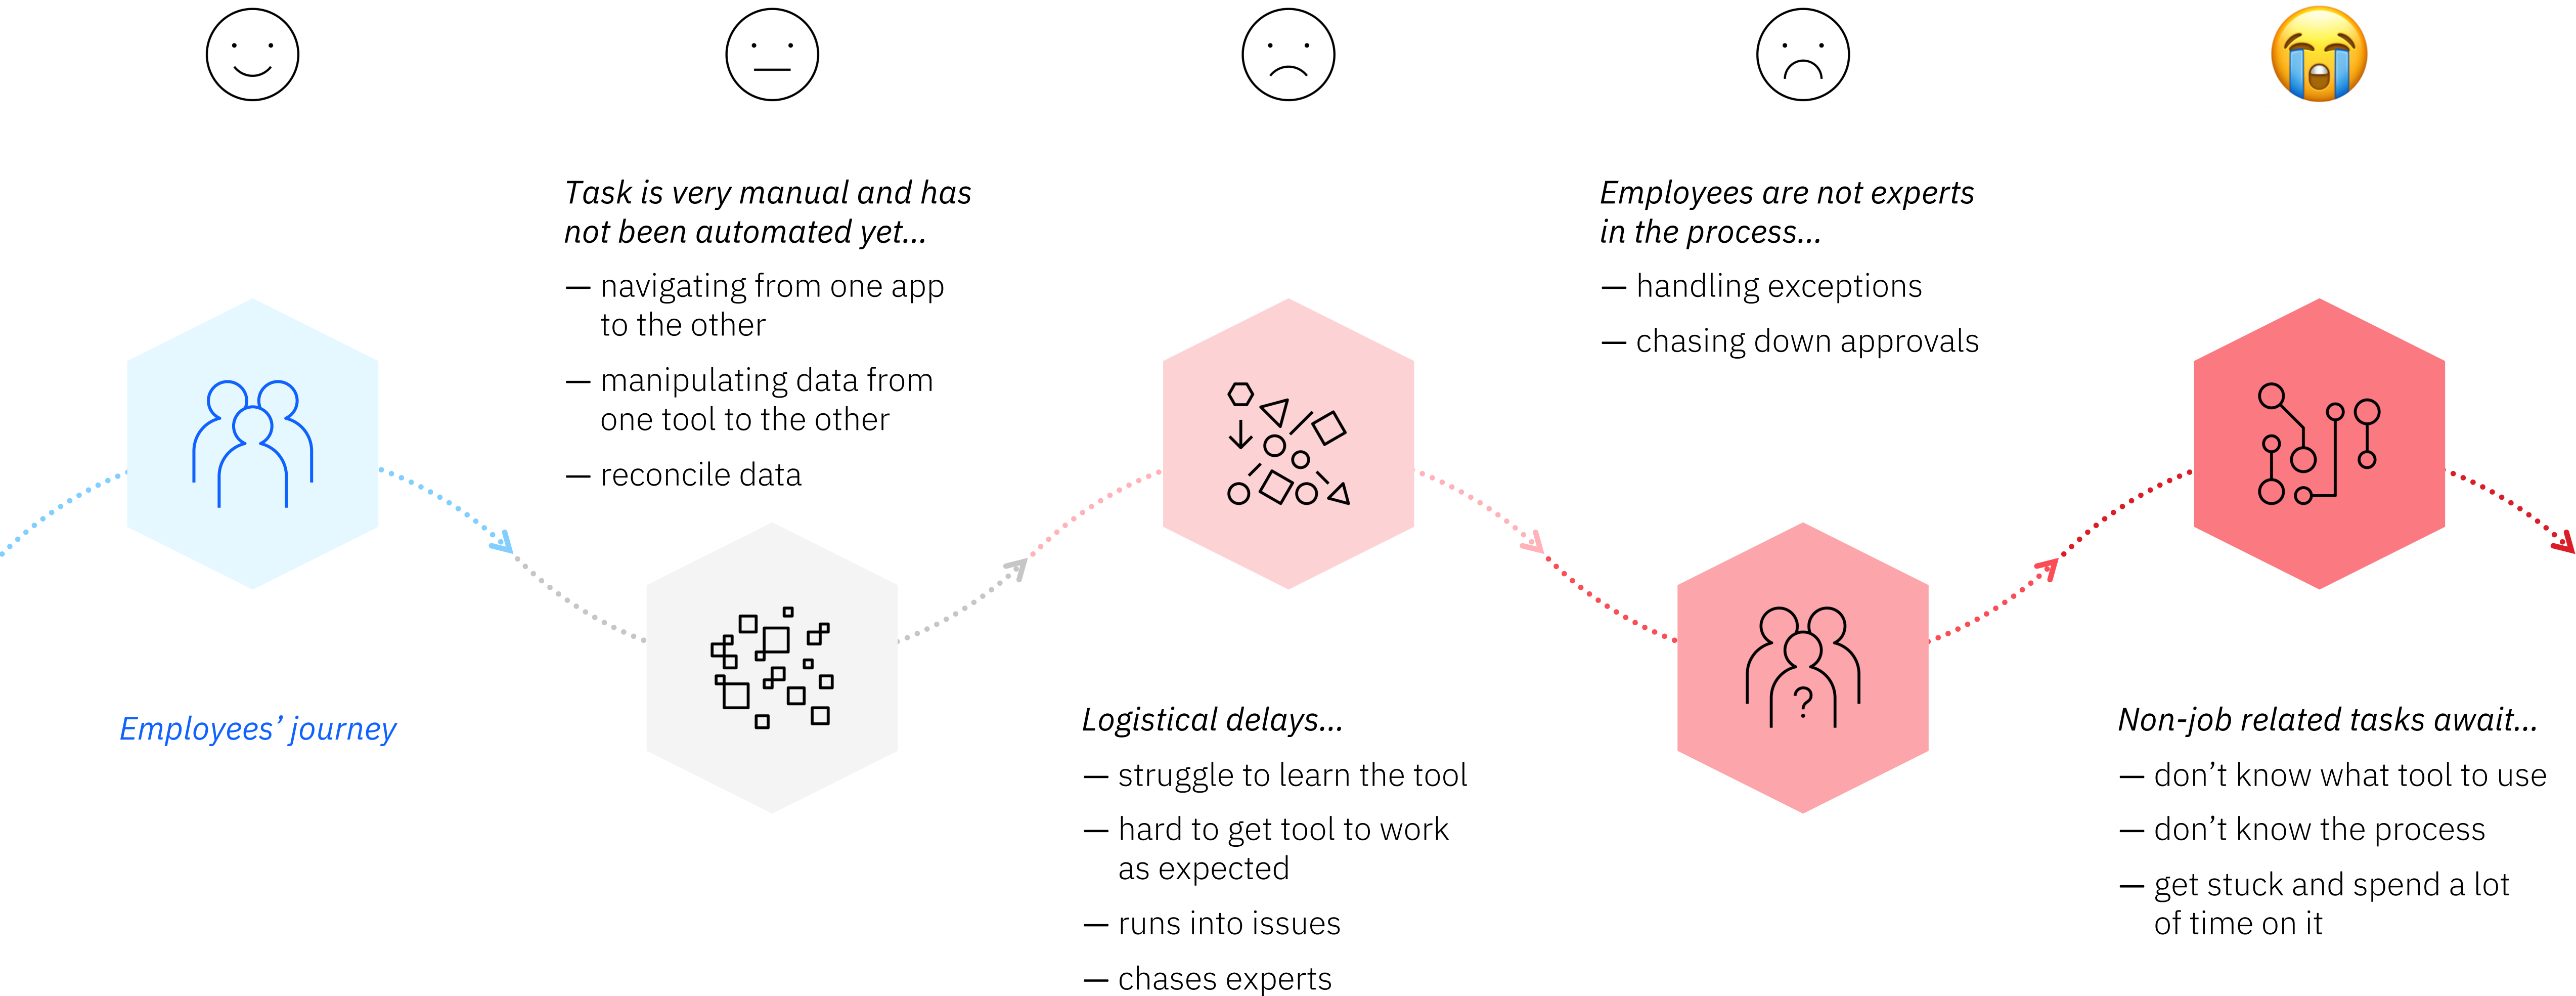 Employees’ journey
Task is very manual and has
not been automated yet...
— navigating from one app
to the other
— manipulating data from
one tool to the other
— reconcile data
Logistical delays...
— struggle to learn the tool
— hard to get tool to work
as expected
— runs into issues
— chases experts
Employees are not experts
in the process...
— handling exceptions
— chasing down approvals
?
Non-job related tasks await...
— don’t know what tool to use
— don’t know the process
— get stuck and spend a lot
of time on it